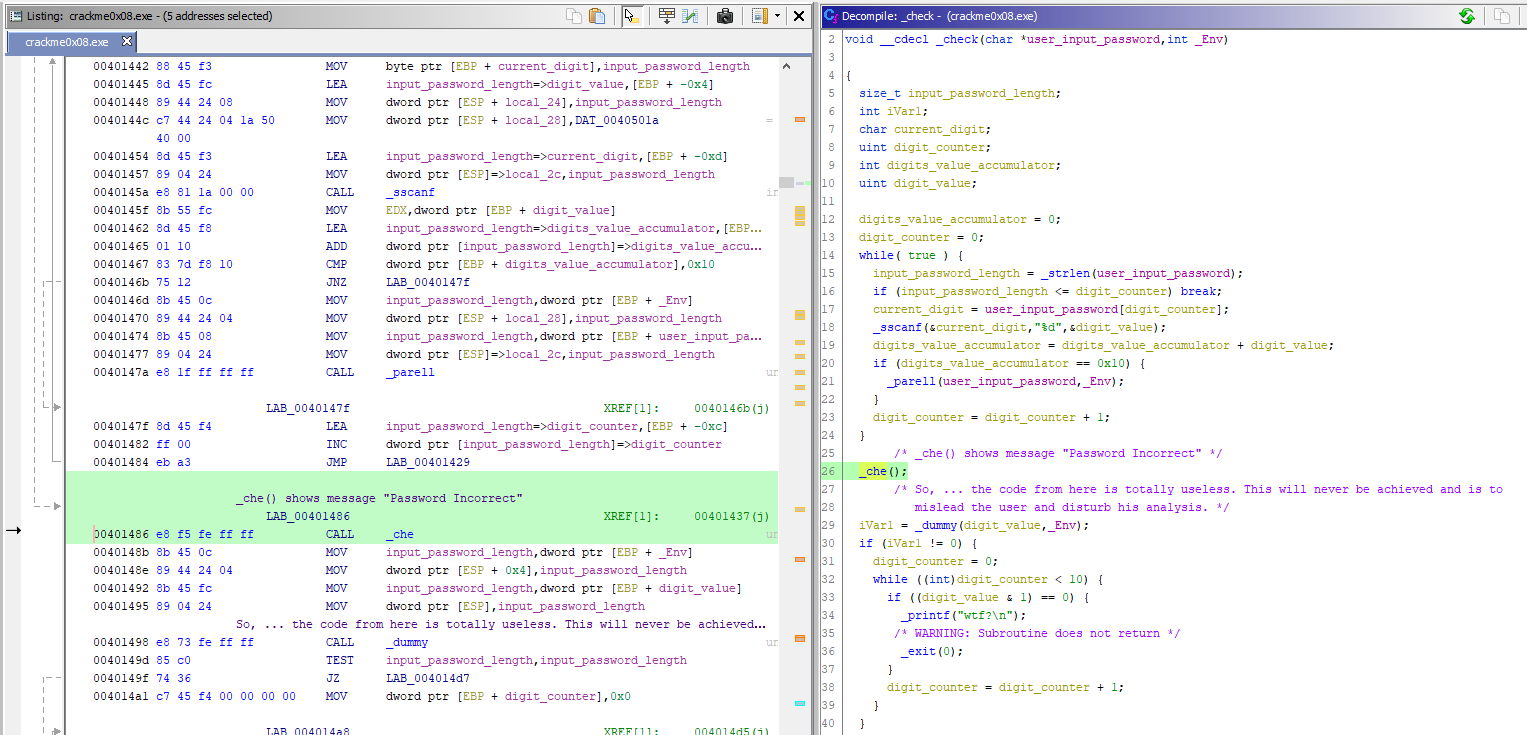 Listing: crackme0x08.exe - (5 addresses selected)
crackme0x08.exe
00401442 88 45 f3 MOV byte ptr [EBP + current_digit],input_password_length
00401445 8d 45 fc LEA input_password_length=>digit_value,[EBP + -0x4]
00401448 89 44 24 08 MOV dword ptr [ESP + local_24],input_password_length
0040144c c7 44 24 04 1a 50 MOV dword ptr [ESP + local_28],DAT_0040501a =
40 00
00401454 8d 45 f3 LEA input_password_length=>current_digit,[EBP + -0xd]
00401457 89 04 24 MOV dword ptr [ESP]=>local_2c,input_password_length
0040145a e8 81 1a 00 00 CALL _sscanf in
0040145f 8b 55 fc MOV EDX,dword ptr [EBP + digit_value]
00401462 8d 45 f8 LEA input_password_length=>digits_value_accumulator,[EBP...
00401465 01 10 ADD dword ptr [input_password_length]=>digits_value_accu...
00401467 83 7d f8 10 CMP dword ptr [EBP + digits_value_accumulator],0x10
0040146b 75 12 JNZ LAB_0040147f
0040146d 8b 45 0c MOV input_password_length,dword ptr [EBP + _Env]
00401470 89 44 24 04 MOV dword ptr [ESP + local_28],input_password_length
00401474 8b 45 08 MOV input_password_length,dword ptr [EBP + user_input_pa...
00401477 89 04 24 MOV dword ptr [ESP]=>local_2c,input_password_length
0040147a e8 1f ff ff ff CALL _parell un
LAB_0040147f XREF[1]: 0040146b(j)
0040147f 8d 45 f4 LEA input_password_length=>digit_counter,[EBP + -0xc]
00401482 ff 00 INC dword ptr [input_password_length]=>digit_counter
00401484 eb a3 JMP LAB_00401429
_che() shows message "Password Incorrect"
LAB_00401486 XREF[1]: 00401437(j)
00401486 e8 f5 fe ff ff CALL _che un
0040148b 8b 45 0c MOV input_password_length,dword ptr [EBP + _Env]
0040148e 89 44 24 04 MOV dword ptr [ESP + 0x4],input_password_length
00401492 8b 45 fc MOV input_password_length,dword ptr [EBP + digit_value]
00401495 89 04 24 MOV dword ptr [ESP],input_password_length
So, ... the code from here is totally useless. This will never be achieved...
00401498 e8 73 fe ff ff CALL _dummy un
0040149d 85 c0 TEST input_password_length,input_password_length
0040149f 74 36 JZ LAB_004014d7
004014a1 c7 45 f4 00 00 00 00 MOV dword ptr [EBP + digit_counter],0x0
LAB_004014a8 XREF[1]: 004014d5(j)
Decompile: _check - (crackme0x08.exe)
2 void __cdecl _check(char *user_input_password,int _Env)
3
4 {
5 size_t input_password_length;
6 int iVar1;
7 char current_digit;
8 uint digit_counter;
9 int digits_value_accumulator;
10 uint digit_value;
11
12 digits_value_accumulator = 0;
13 digit_counter = 0;
14 while( true ) {
15 input_password_length = _strlen(user_input_password);
16 if (input_password_length <= digit_counter) break;
17 current_digit = user_input_password[digit_counter];
18 _sscanf(&current_digit,"%d",&digit_value);
19 digits_value_accumulator = digits_value_accumulator + digit_value;
20 if (digits_value_accumulator == 0x10) {
21 _parell(user_input_password,_Env);
22 }
23 digit_counter = digit_counter + 1;
24 }
25 /* _che() shows message "Password Incorrect" */
26 _che();
27 /* So, ... the code from here is totally useless. This will never be achieved and is to
28 mislead the user and disturb his analysis. */
29 iVar1 = _dummy(digit_value,_Env);
30 if (iVar1 != 0) {
31 digit_counter = 0;
32 while ((int)digit_counter < 10) {
33 if ((digit_value & 1) == 0) {
34 _printf("wtf?\n");
35 /* WARNING: Subroutine does not return */
36 _exit(0);
37 }
38 digit_counter = digit_counter + 1;
39 }
40 }